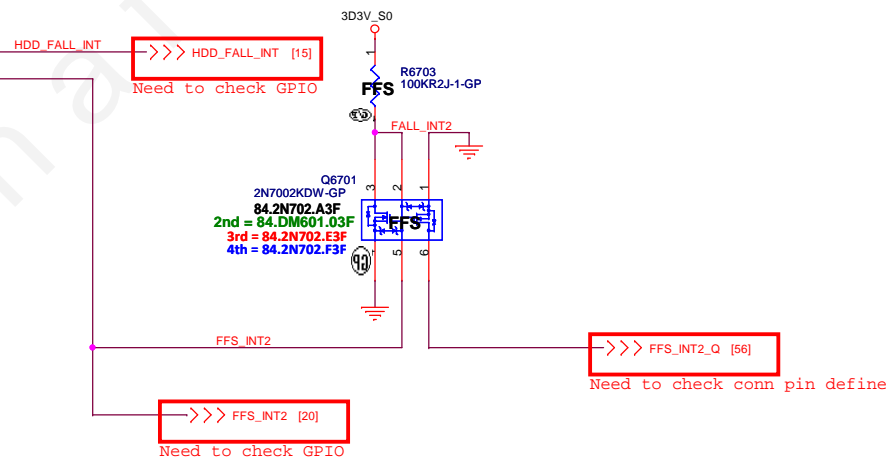 3D3V_S0
HDD_FALL_INT
HDD_FALL_INT [15]
Need to check GPIO
1
R6703
100KR2J-1-GP
FFS
FALL_INT2
Q6701
2N7002KDW-GP
84.2N702.A3F
2nd = 84.DM601.03F
3rd = 84.2N702.E3F
4th = 84.2N702.F3F
3
2
1
FFS
GP
5
6
FFS_INT2
FFS_INT2_Q [56]
Need to check conn pin define
FFS_INT2 [20]
Need to check GPIO